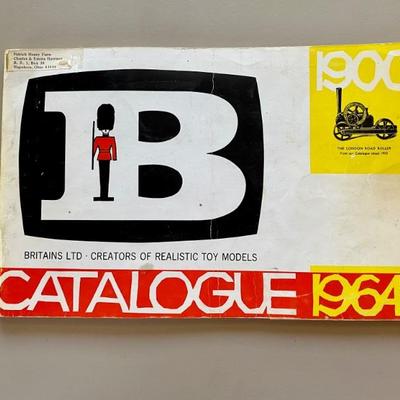 1900
B
THE LONDON ROAD ROLLER
BRITAINS LTD · CREATORS OF REALISTIC TOY MODELS
CATALOGUE 1964